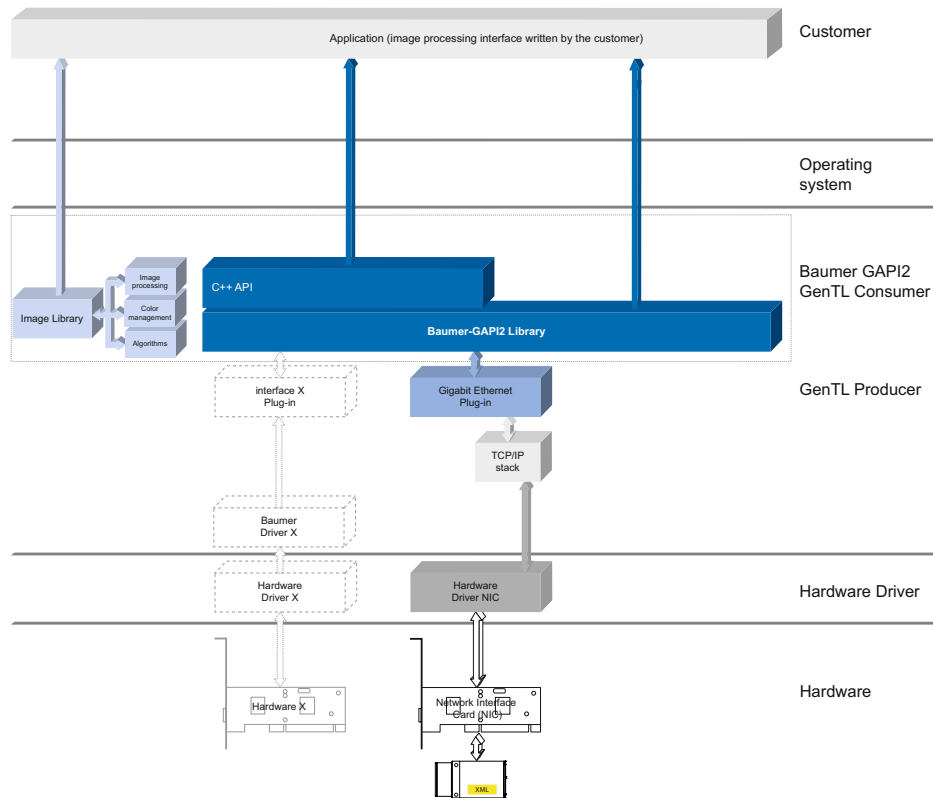 Application (image processing interface written by the customer)
Customer
Operating
system
Baumer GAPI2
GenTL Consumer
Image
processing
C++ API
Image Library
Color
management
Baumer-GAPI2 Library
Algorithms
interface X
Plug-in
Gigabit Ethernet
Plug-in
GenTL Producer
TCP/IP
stack
Baumer
Driver X
Hardware
Driver X
Hardware
Driver NIC
Hardware Driver
Hardware X
Network Interface
Card (NIC)
Hardware
XML